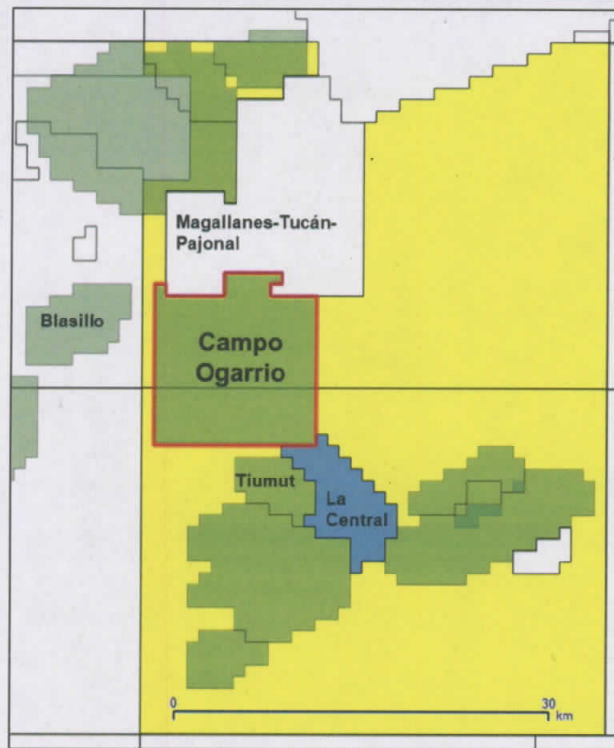 Magallanes-Tucán-
Pajonal
Blasillo
Campo
Ogarrio
Tiumut
La
Central
0
30
km